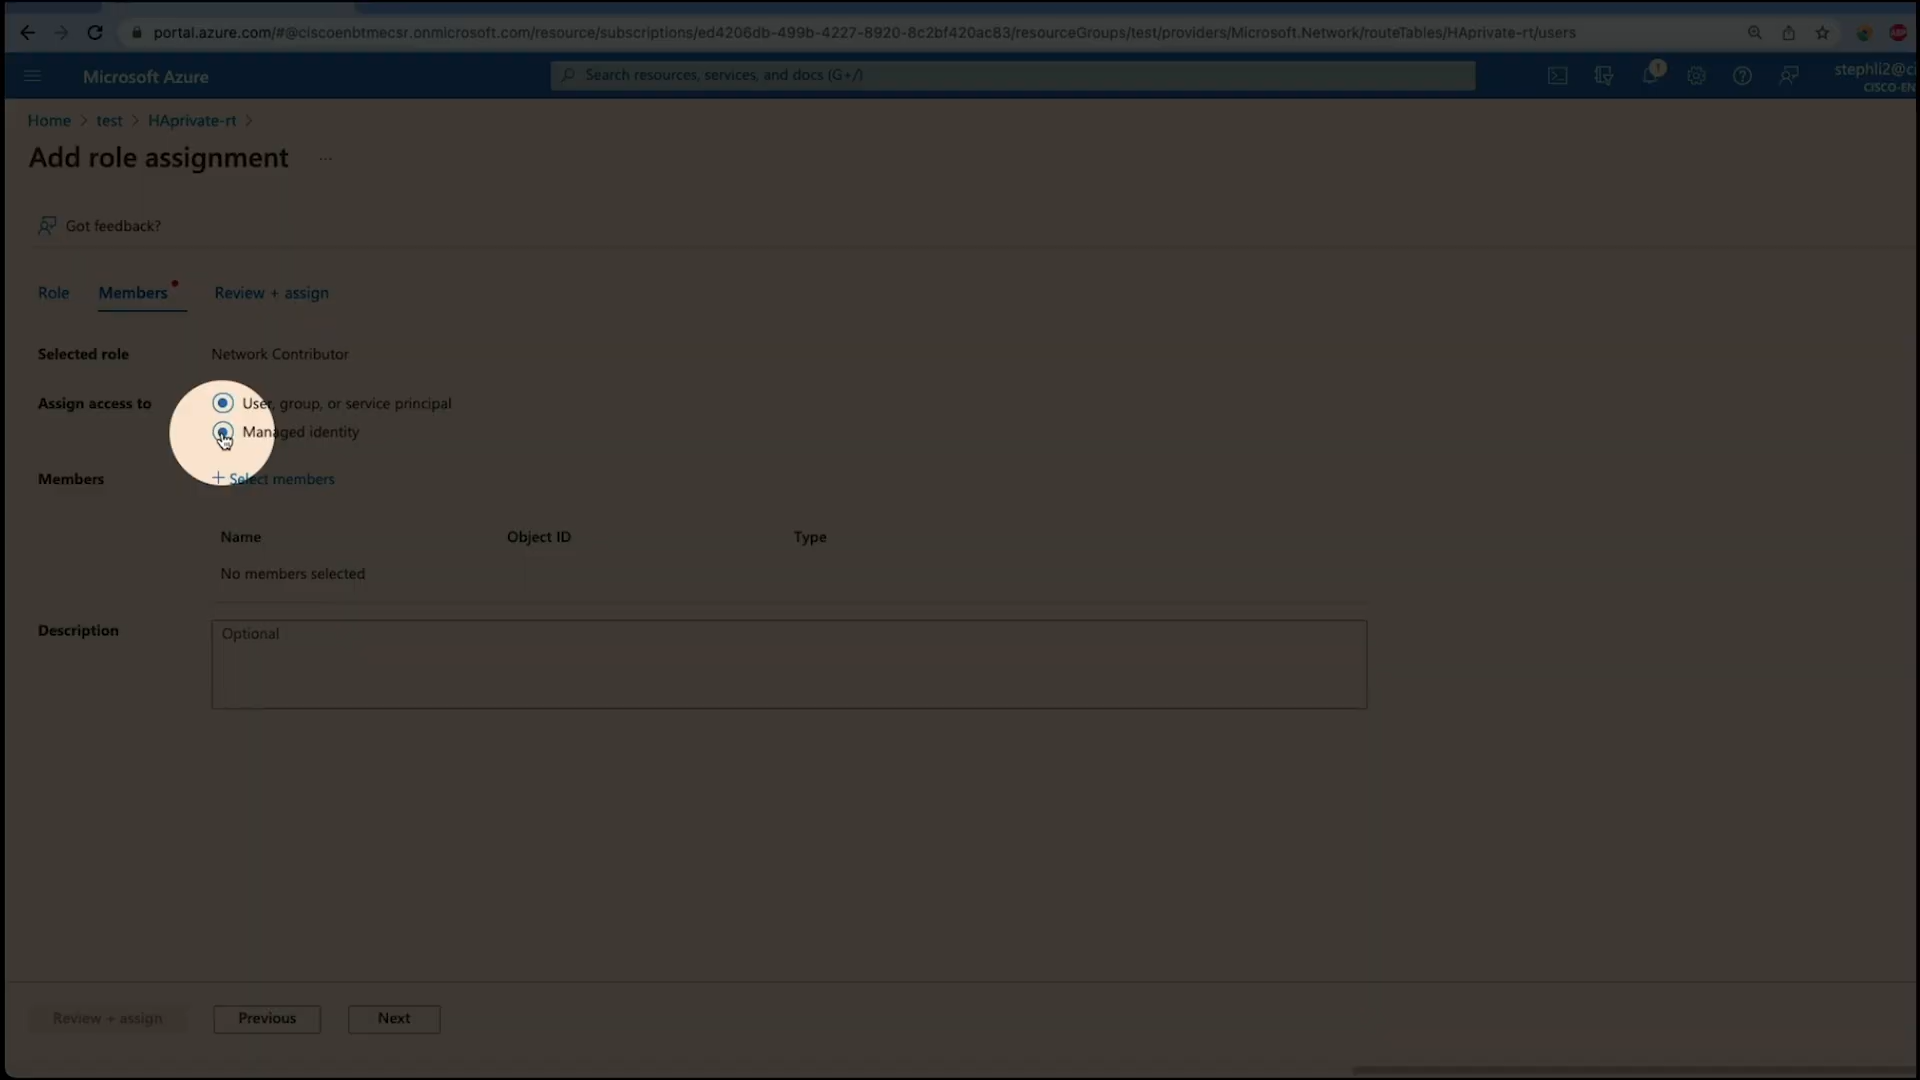 portal.azure.com/#@ciscoenbtmecsr.onmicrosoft.com/resource/subscriptions/ed4206db-499b-4227-8920-8c2bf420ac83/resourceGroups/test/providers/Microsoft.Network/routeTables/HAprivate-rt/users
Microsoft Azure
Search resources, services, and docs (G+/)
1
stephli2@ci
CISCO-EN
Home > test > HAprivate-rt >
Add role assignment ...
Got feedback?
Role Members Review + assign
Selected role Network Contributor
Assign access to User, group, or service principal
Managed identity
Members + Select members
Name Object ID Type
No members selected
Description Optional
Review + assign Previous Next